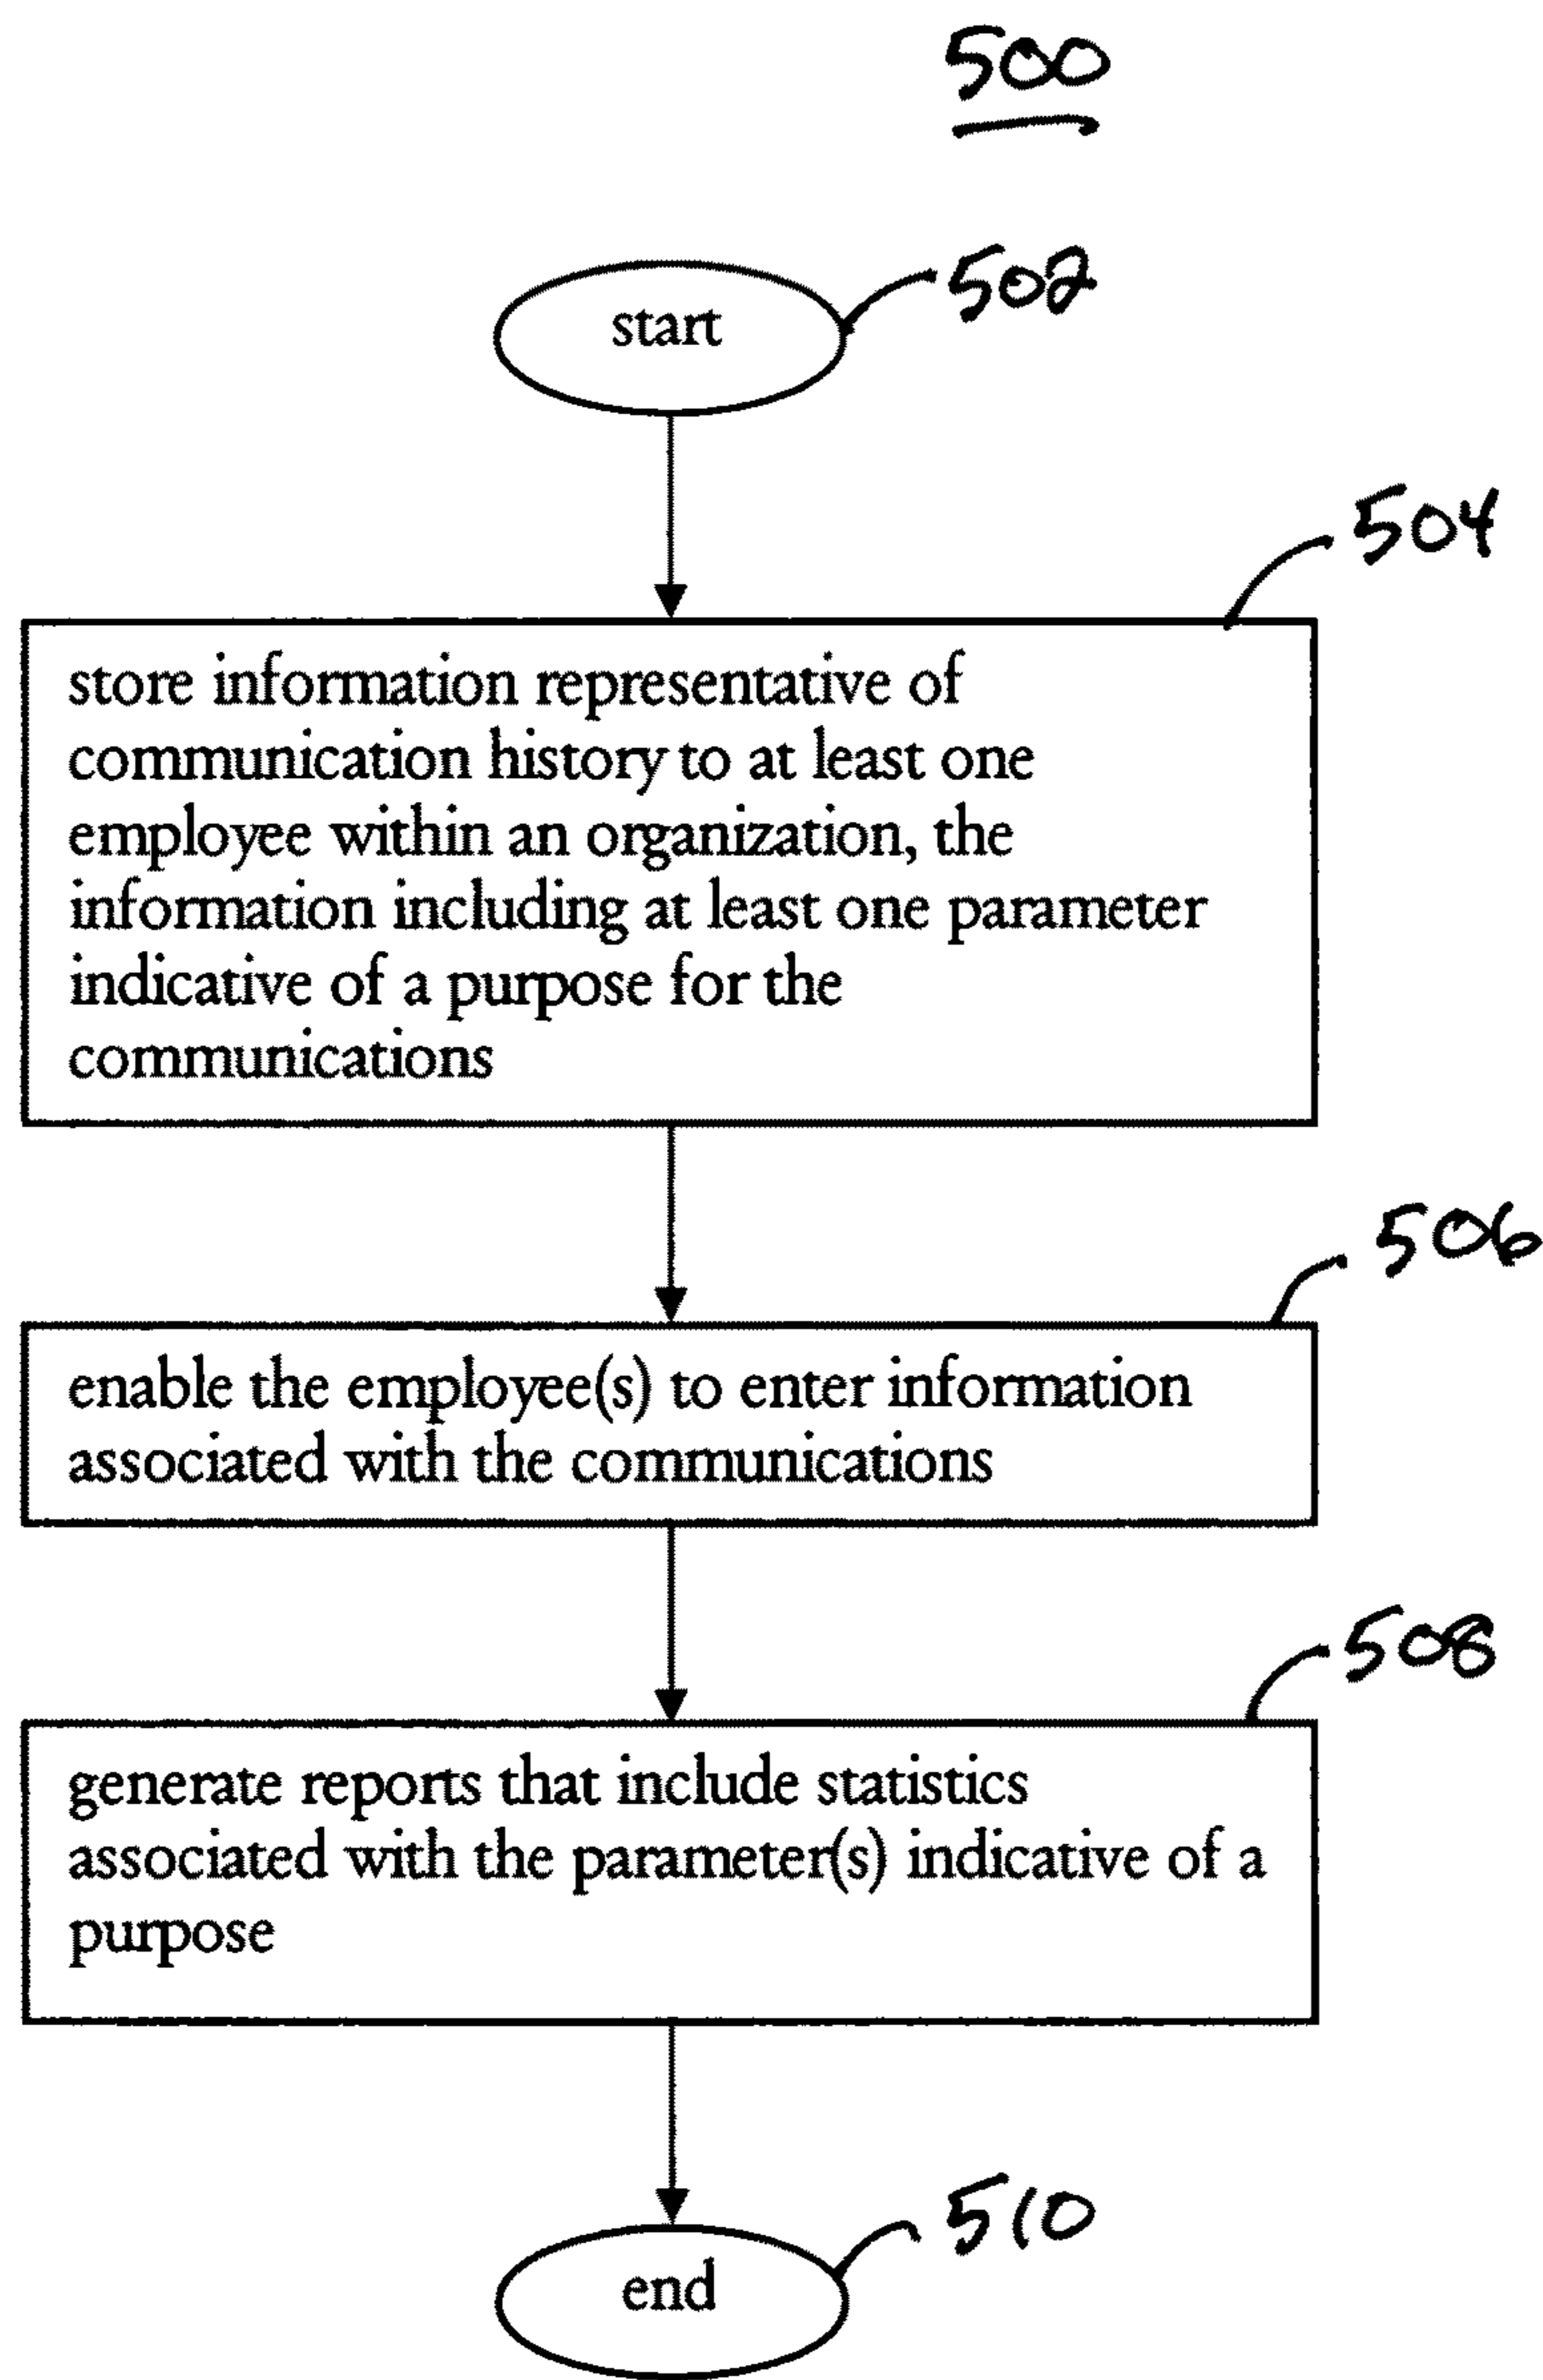 500
start
502
504
store information representative of
communication history to at least one
employee within an organization, the
information including at least one parameter
indicative of a purpose for the
communications
506
enable the employee(s) to enter information
associated with the communications
508
generate reports that include statistics
associated with the parameter(s) indicative of a
purpose
510
end